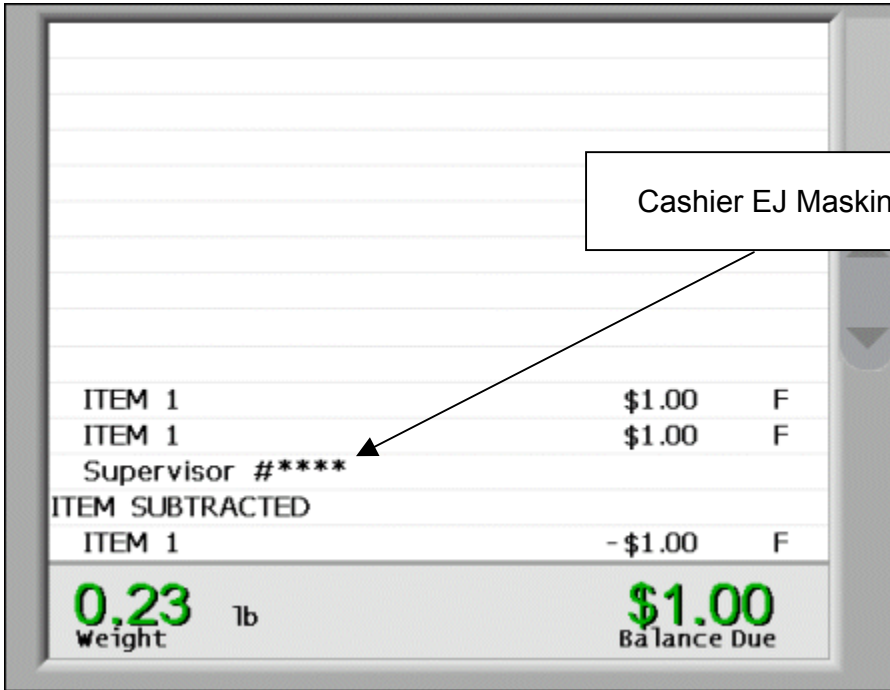 Cashier EJ Maskin
ITEM 1 $1.00 F
ITEM 1 $1.00 F
Supervisor #****
ITEM SUBTRACTED
ITEM 1 -$1.00 F
0.23 lb $1.00
Weight Balance Due